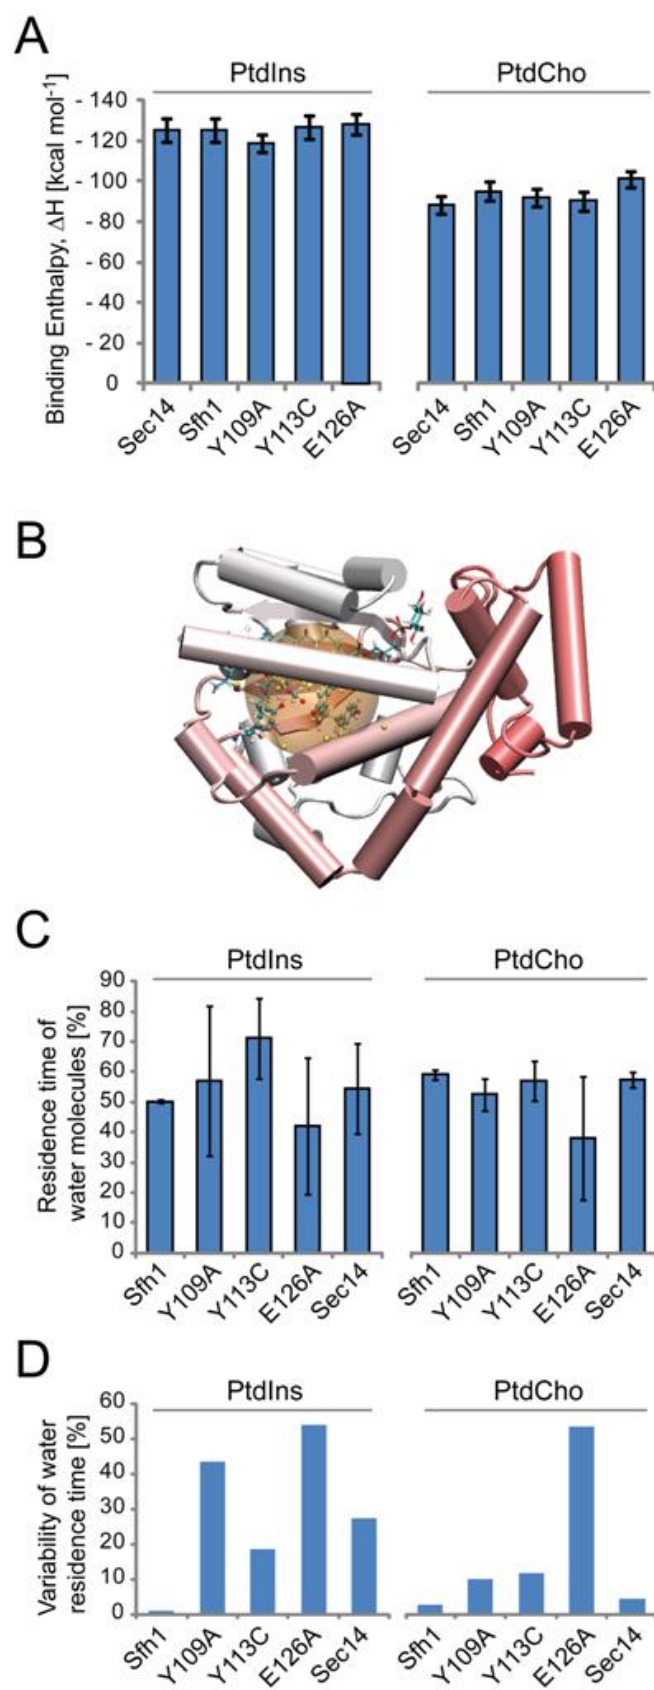 A
PtdIns PtdCho
Binding Enthalpy, ΔH [kcal mol-1]
- 140
- 120
- 100
- 80
- 60
- 40
- 20
0
Sec14 Sfh1 Y109A Y113C E126A Sec14 Sfh1 Y109A Y113C E126A
B
C
PtdIns PtdCho
Residence time of
water molecules [%]
90
80
70
60
50
40
30
20
10
0
Sfh1 Y109A Y113C E126A Sec14 Sfh1 Y109A Y113C E126A Sec14
D
PtdIns PtdCho
Variability of water
residence time [%]
60
50
40
30
20
10
0
Sfh1 Y109A Y113C E126A Sec14 Sfh1 Y109A Y113C E126A Sec14